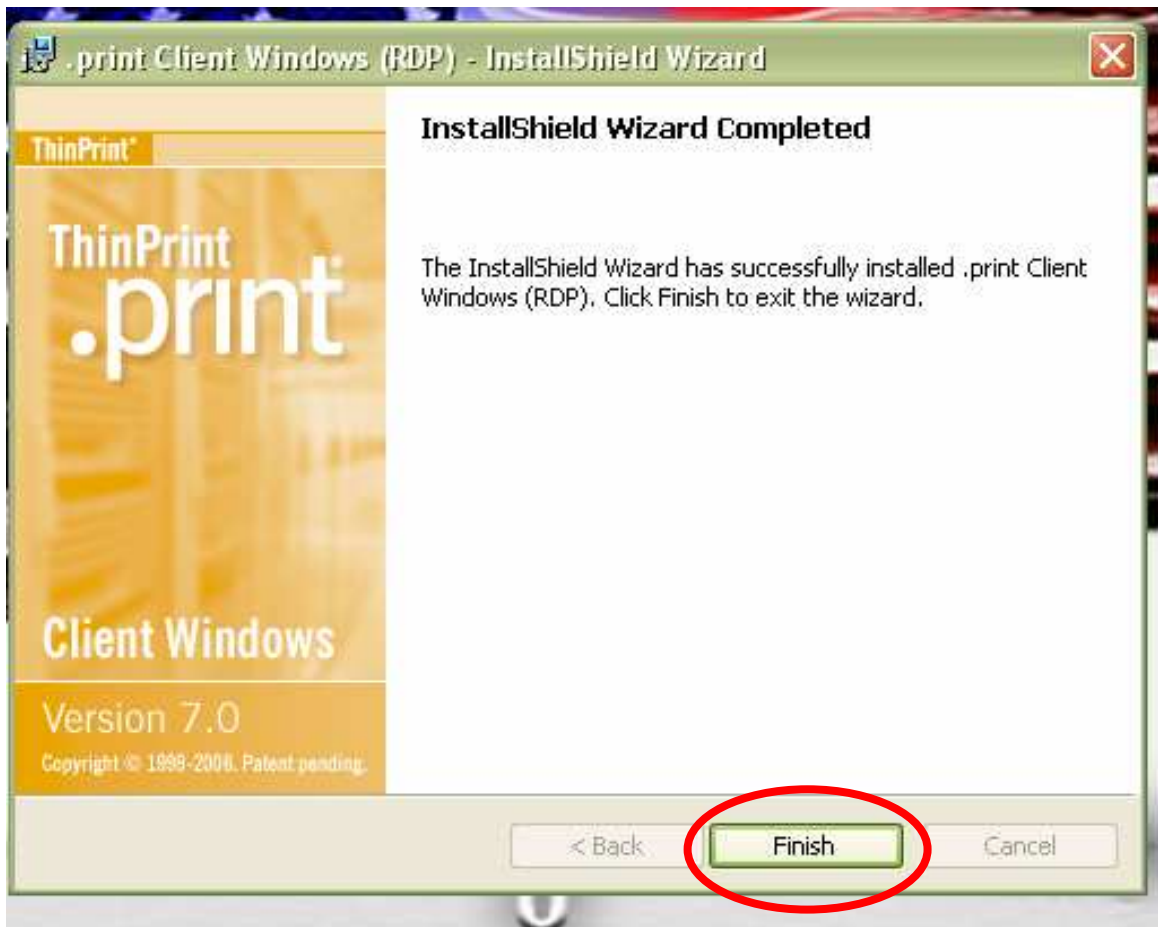 .print Client Windows (RDP) - InstallShield Wizard
InstallShield Wizard Completed
ThinPrint®
ThinPrint
.print
The InstallShield Wizard has successfully installed .print Client
Windows (RDP). Click Finish to exit the wizard.
Client Windows
Version 7.0
Copyright © 1999-2006. Patent pending.
< Back
Finish
Cancel